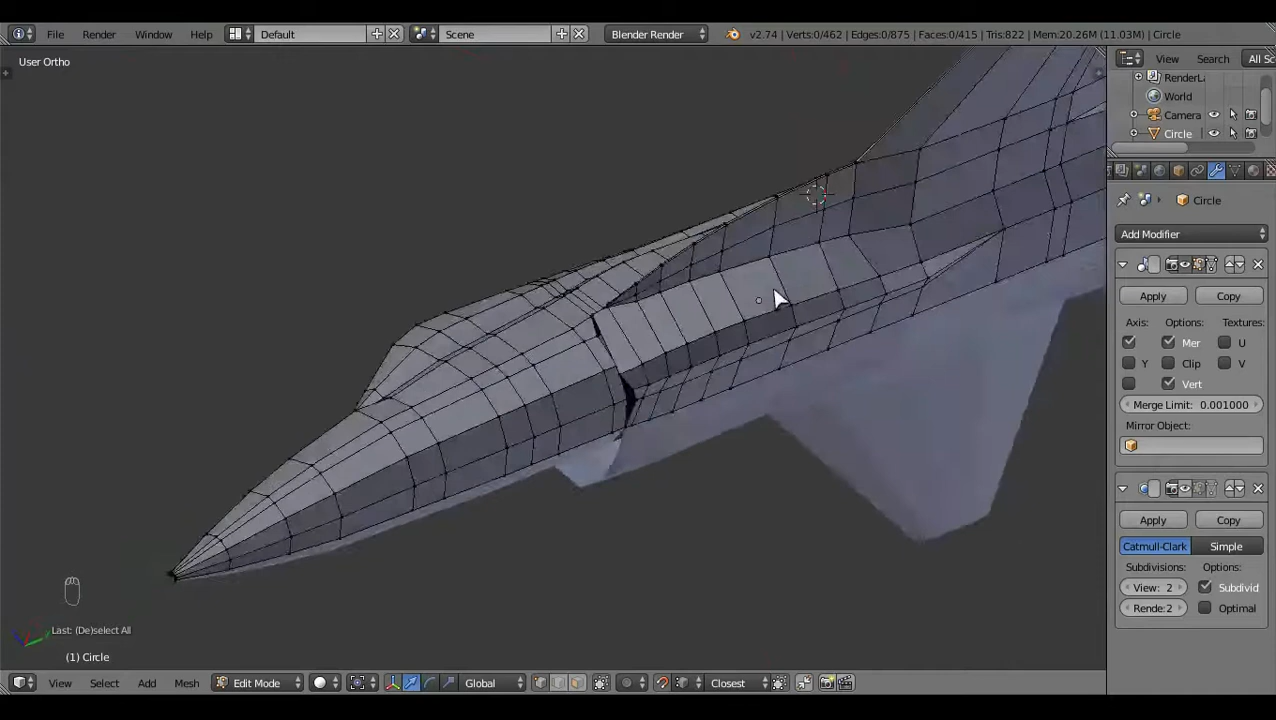 File Render Window Help Default Scene Blender Render v2.74 | Verts:0/462 | Edges:0/875 | Faces:0/415 | Tris:822 | Mem:20.26M (11.03M) | Circle
User Ortho
View Search All Sc
RenderL
World
Camera
Circle
Circle
Add Modifier
Apply Copy
Axis: Options: Textures:
Mer U
Y Clip V
Vert
Merge Limit: 0.001000
Mirror Object:
Apply Copy
Catmull-Clark Simple
Subdivisions: Options:
View: 2 Subdivid
Rende:2 Optimal
Last: (De)select All
(1) Circle
View Select Add Mesh Edit Mode Global Closest